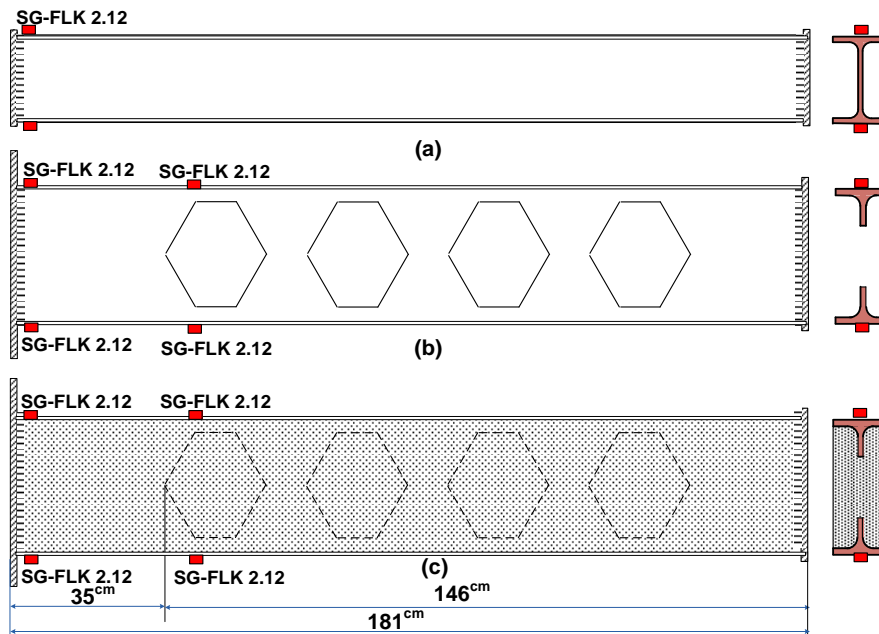 SG-FLK 2.12
(a)
SG-FLK 2.12 SG-FLK 2.12
SG-FLK 2.12 SG-FLK 2.12
(b)
SG-FLK 2.12 SG-FLK 2.12
SG-FLK 2.12 SG-FLK 2.12
(c)
35cm 146cm
181cm